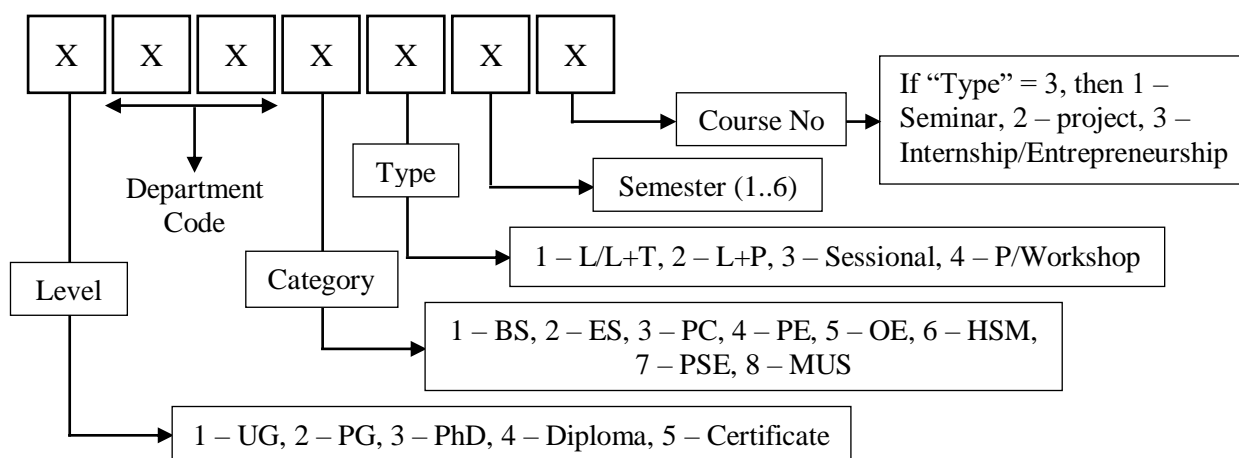 X X X X X X X
If “Type” = 3, then 1 –
Seminar, 2 – project, 3 –
Internship/Entrepreneurship
Course No
Type
Department
Code
Semester (1..6)
1 – L/L+T, 2 – L+P, 3 – Sessional, 4 – P/Workshop
Level
Category
1 – BS, 2 – ES, 3 – PC, 4 – PE, 5 – OE, 6 – HSM,
7 – PSE, 8 – MUS
1 – UG, 2 – PG, 3 – PhD, 4 – Diploma, 5 – Certificate